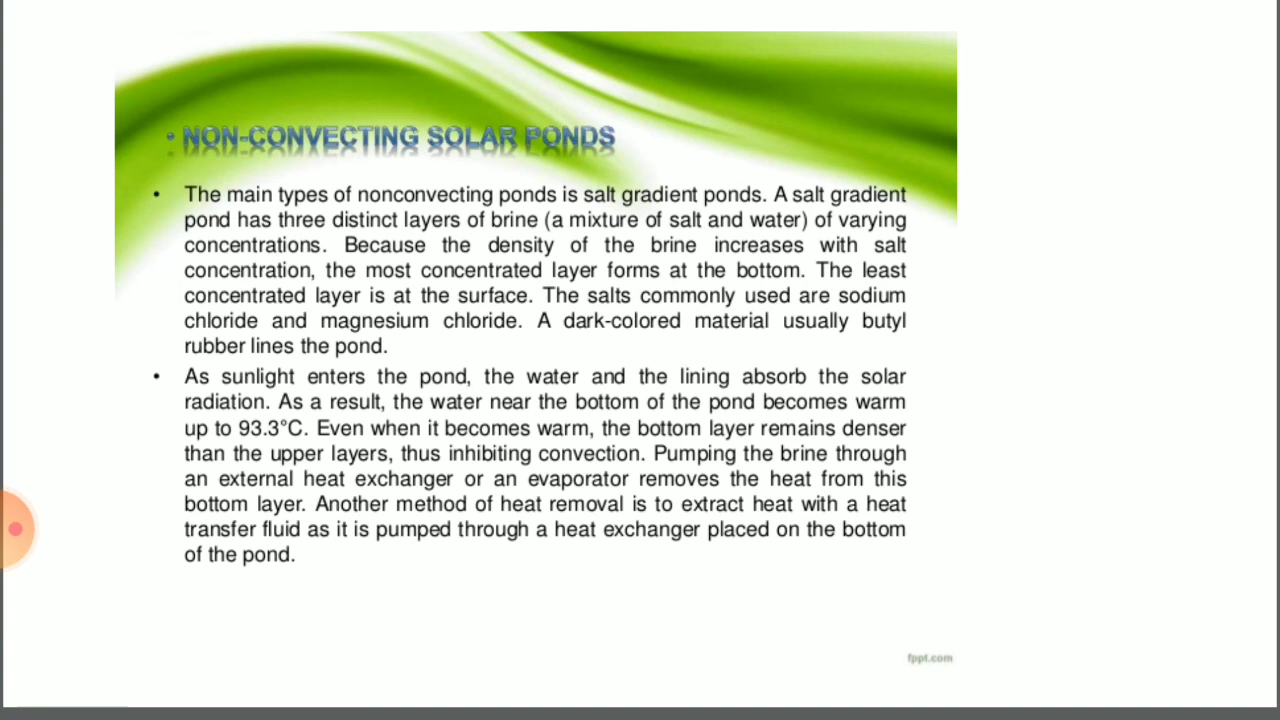 • NON-CONVECTING SOLAR PONDS
• The main types of nonconvecting ponds is salt gradient ponds. A salt gradient
pond has three distinct layers of brine (a mixture of salt and water) of varying
concentrations. Because the density of the brine increases with salt
concentration, the most concentrated layer forms at the bottom. The least
concentrated layer is at the surface. The salts commonly used are sodium
chloride and magnesium chloride. A dark-colored material usually butyl
rubber lines the pond.
• As sunlight enters the pond, the water and the lining absorb the solar
radiation. As a result, the water near the bottom of the pond becomes warm
up to 93.3°C. Even when it becomes warm, the bottom layer remains denser
than the upper layers, thus inhibiting convection. Pumping the brine through
an external heat exchanger or an evaporator removes the heat from this
bottom layer. Another method of heat removal is to extract heat with a heat
transfer fluid as it is pumped through a heat exchanger placed on the bottom
of the pond.
fppt.com